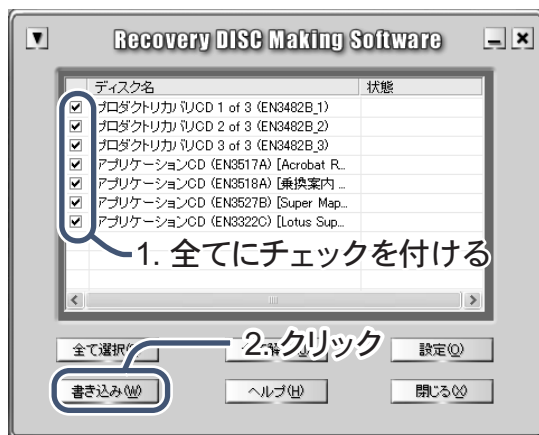 Recovery DISC Making Software
ディスク名 状態
プロダクトリカバリCD 1 of 3 (EN3482B_1)
プロダクトリカバリCD 2 of 3 (EN3482B_2)
プロダクトリカバリCD 3 of 3 (EN3482B_3)
アプリケーションCD (EN3517A) [Acrobat R...
アプリケーションCD (EN3518A) [乗換案内 ...
アプリケーションCD (EN3527B) [Super Map...
アプリケーションCD (EN3322C) [Lotus Sup...
1. 全てにチェックを付ける
全て選択 2. クリック 設定(O)
書き込み(W) ヘルプ(H) 閉じる(X)